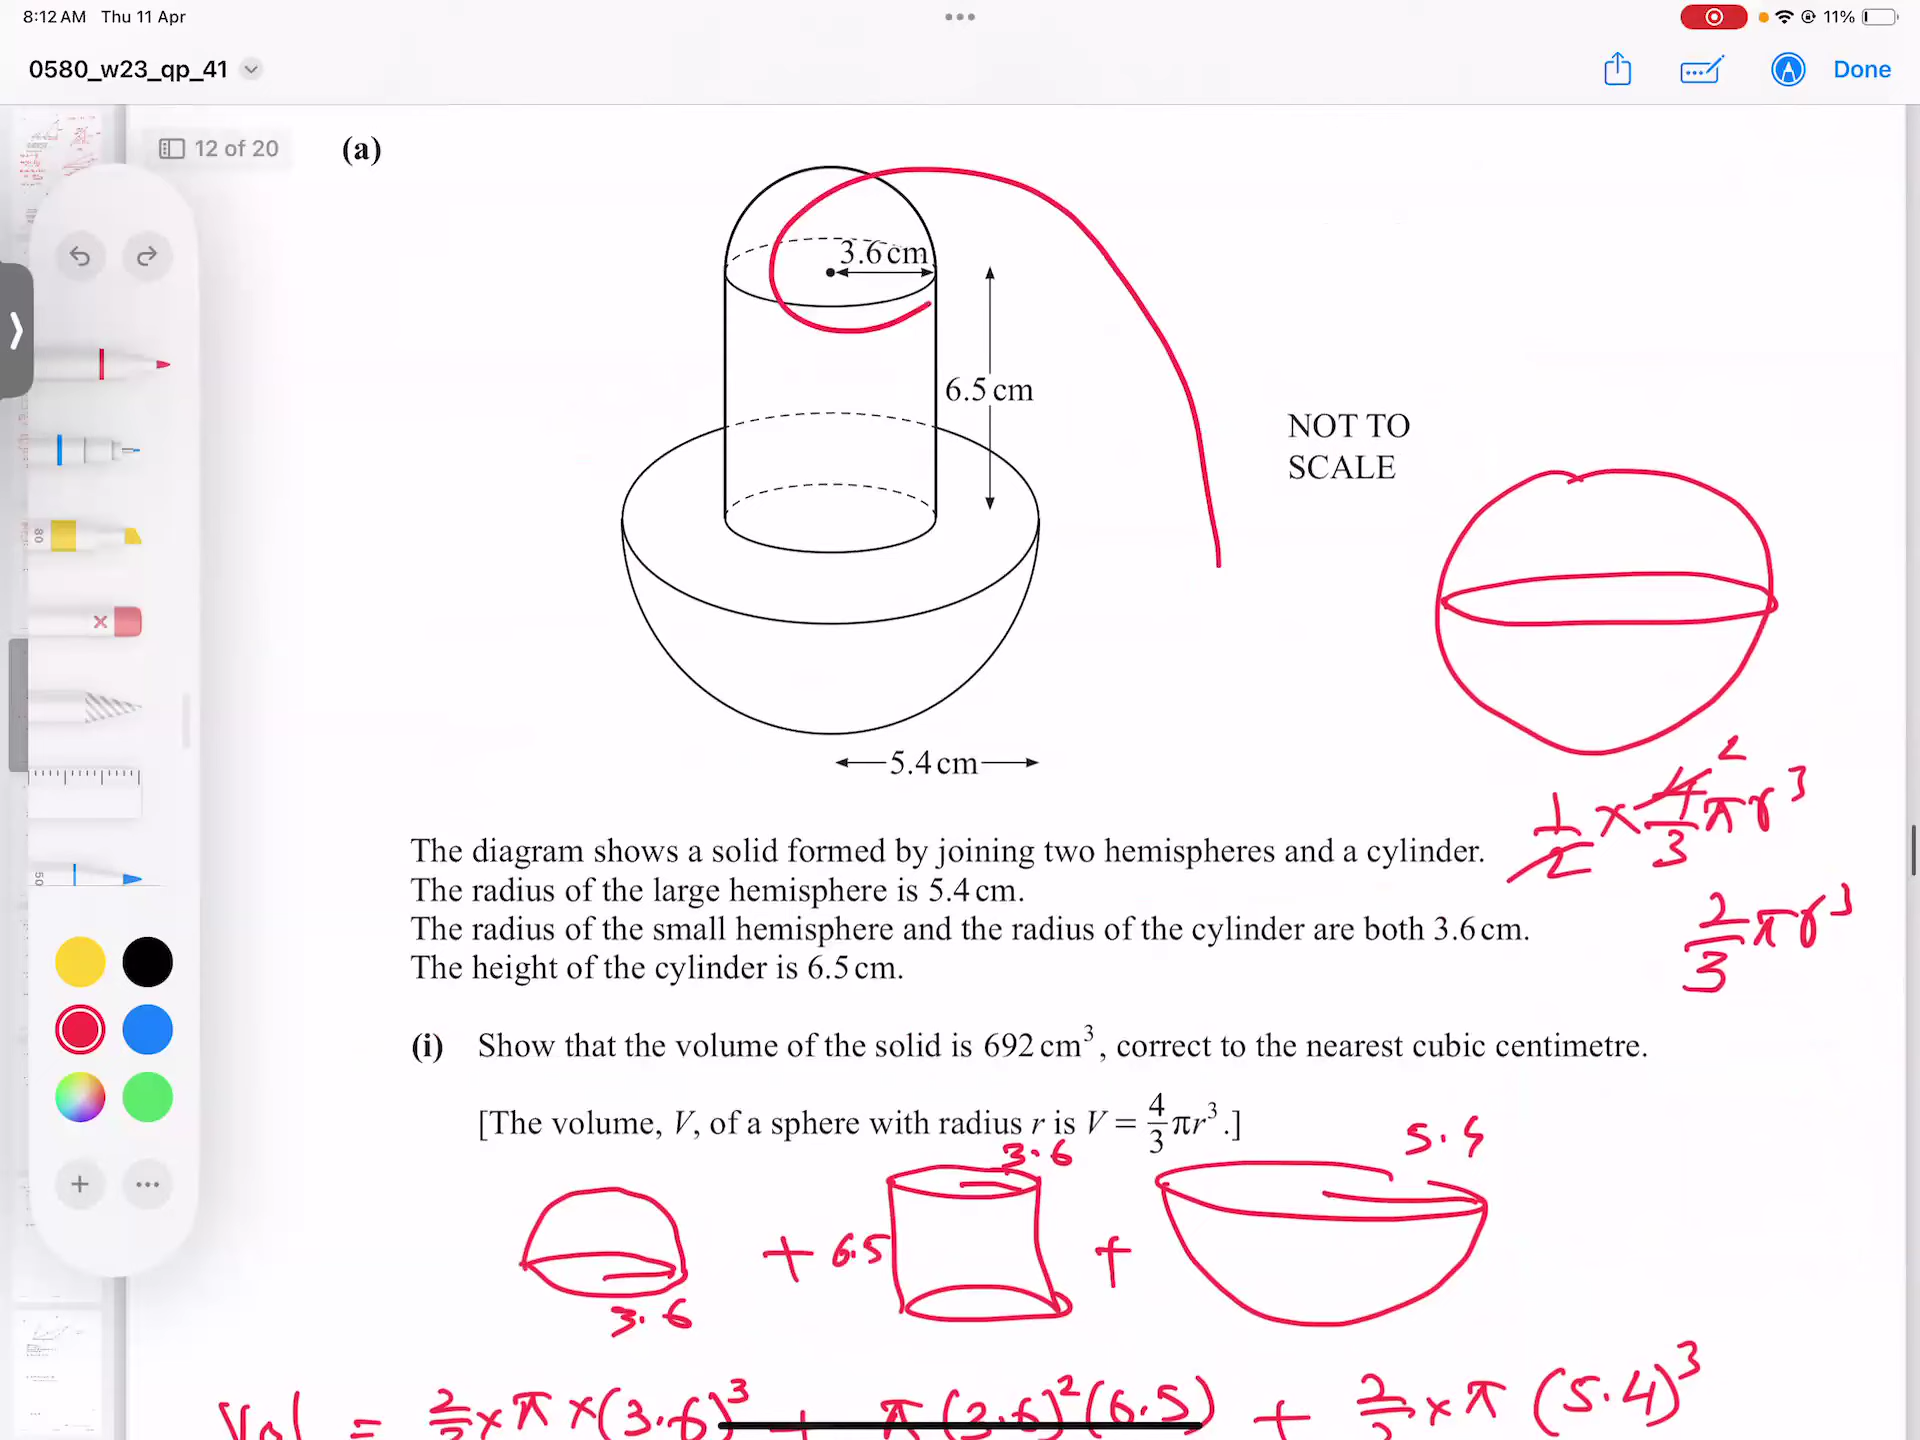 8:12 AM Thu 11 Apr
11%
0580_w23_qp_41
Done
12 of 20
(a)
3.6 cm
6.5 cm
NOT TO
SCALE
5.4 cm
1/2 × 4/3 πr³
2
2/3 πr³
The diagram shows a solid formed by joining two hemispheres and a cylinder.
The radius of the large hemisphere is 5.4 cm.
The radius of the small hemisphere and the radius of the cylinder are both 3.6 cm.
The height of the cylinder is 6.5 cm.
(i) Show that the volume of the solid is 692 cm³, correct to the nearest cubic centimetre.
[The volume, V, of a sphere with radius r is V = 4/3 πr³.]
3.6
5.4
+ 6.5 +
3.6
Vol = 2/3 × π × (3.6)³ + π (3.6)² (6.5) + 2/3 × π (5.4)³
80
50